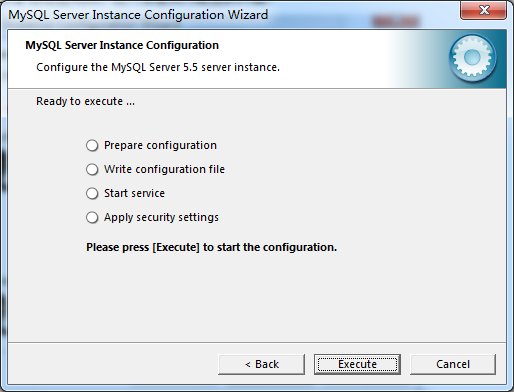 MySQL Server Instance Configuration Wizard
MySQL Server Instance Configuration
Configure the MySQL Server 5.5 server instance.
Ready to execute ...
Prepare configuration
Write configuration file
Start service
Apply security settings
Please press [Execute] to start the configuration.
< Back
Execute
Cancel